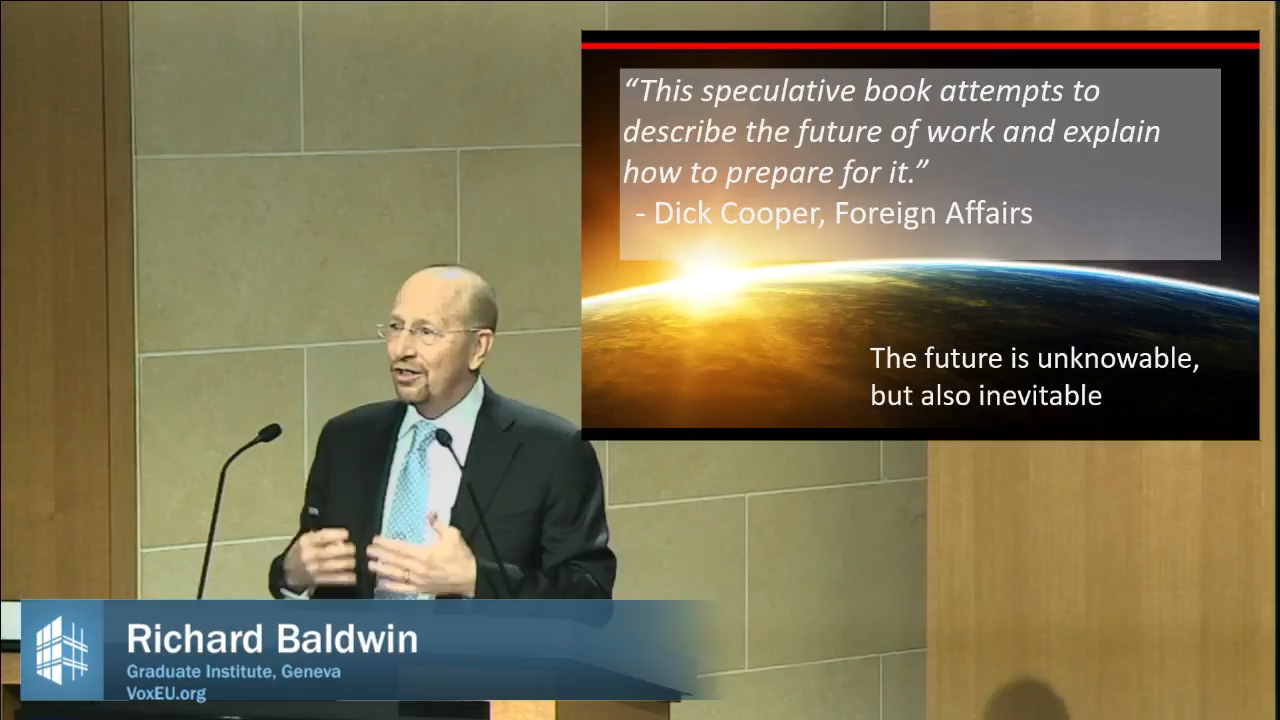 “This speculative book attempts to
describe the future of work and explain
how to prepare for it.”
- Dick Cooper, Foreign Affairs
The future is unknowable,
but also inevitable
Richard Baldwin
Graduate Institute, Geneva
VoxEU.org